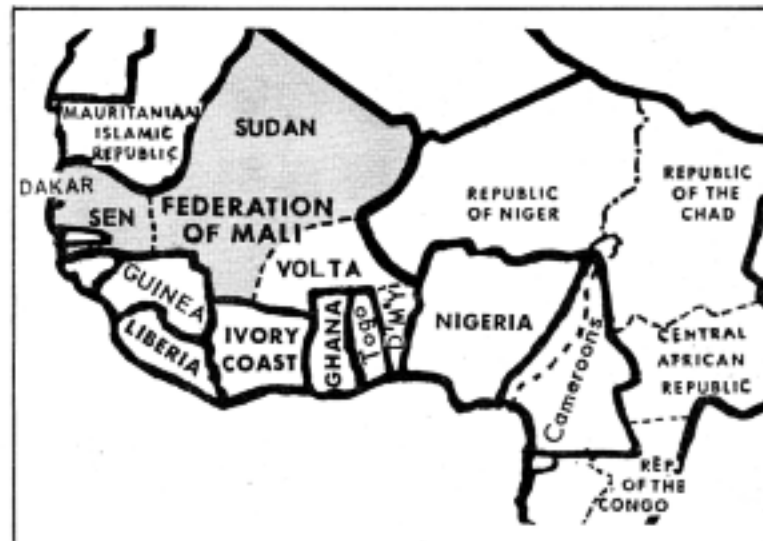 MAURITANIAN
ISLAMIC
REPUBLIC
SUDAN
DAKAR
SEN
FEDERATION
OF MALI
REPUBLIC
OF NIGER
REPUBLIC
OF THE
CHAD
VOLTA
GUINEA
LIBERIA
IVORY
COAST
GHANA
Togo
NIGERIA
Cameroons
CENTRAL
AFRICAN
REPUBLIC
REP
OF THE
CONGO